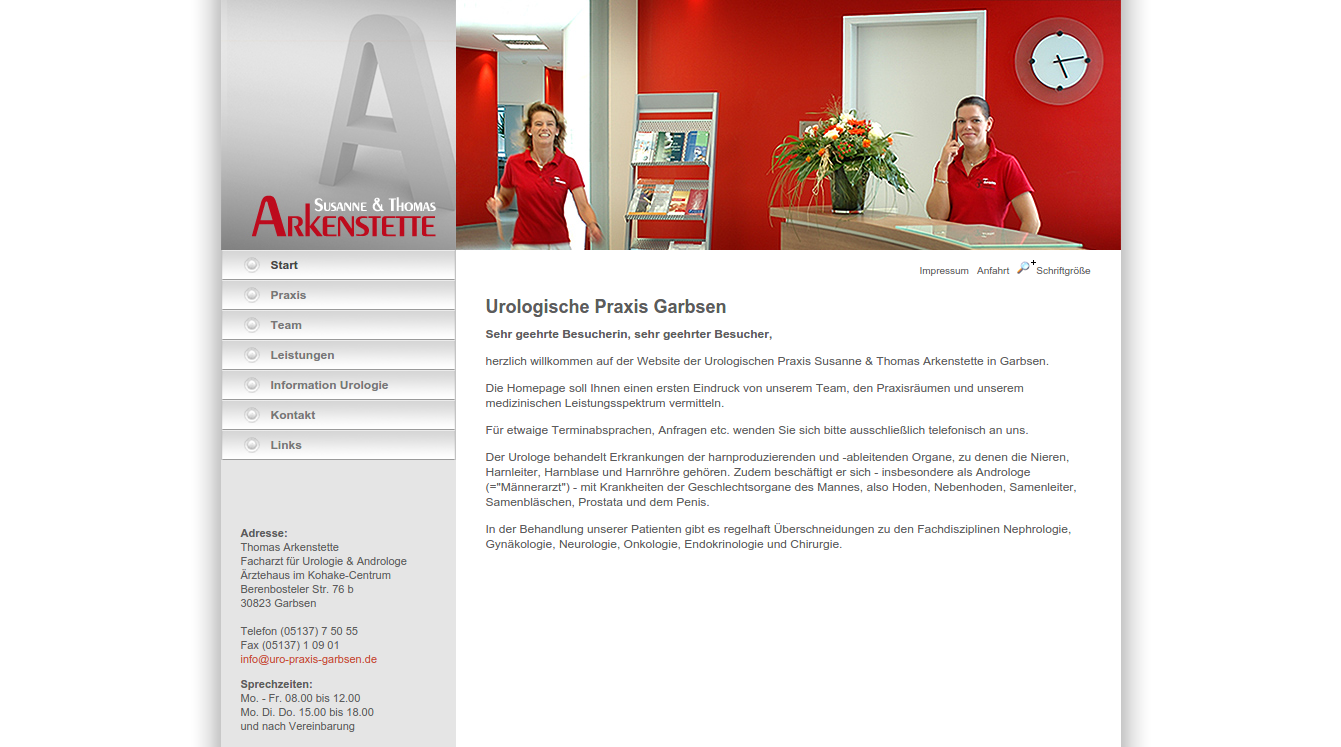 SUSANNE & THOMAS
ARKENSTETTE
Start
Praxis
Team
Leistungen
Information Urologie
Kontakt
Links
Adresse:
Thomas Arkenstette
Facharzt für Urologie & Androloge
Ärztehaus im Kohake-Centrum
Berenbosteler Str. 76 b
30823 Garbsen
Telefon (05137) 7 50 55
Fax (05137) 1 09 01
info@uro-praxis-garbsen.de
Sprechzeiten:
Mo. - Fr. 08.00 bis 12.00
Mo. Di. Do. 15.00 bis 18.00
und nach Vereinbarung
Impressum Anfahrt Schriftgröße
Urologische Praxis Garbsen
Sehr geehrte Besucherin, sehr geehrter Besucher,
herzlich willkommen auf der Website der Urologischen Praxis Susanne & Thomas Arkenstette in Garbsen.
Die Homepage soll Ihnen einen ersten Eindruck von unserem Team, den Praxisräumen und unserem
medizinischen Leistungsspektrum vermitteln.
Für etwaige Terminabsprachen, Anfragen etc. wenden Sie sich bitte ausschließlich telefonisch an uns.
Der Urologe behandelt Erkrankungen der harnproduzierenden und -ableitenden Organe, zu denen die Nieren,
Harnleiter, Harnblase und Harnröhre gehören. Zudem beschäftigt er sich - insbesondere als Androloge
(="Männerarzt") - mit Krankheiten der Geschlechtsorgane des Mannes, also Hoden, Nebenhoden, Samenleiter,
Samenbläschen, Prostata und dem Penis.
In der Behandlung unserer Patienten gibt es regelhaft Überschneidungen zu den Fachdisziplinen Nephrologie,
Gynäkologie, Neurologie, Onkologie, Endokrinologie und Chirurgie.